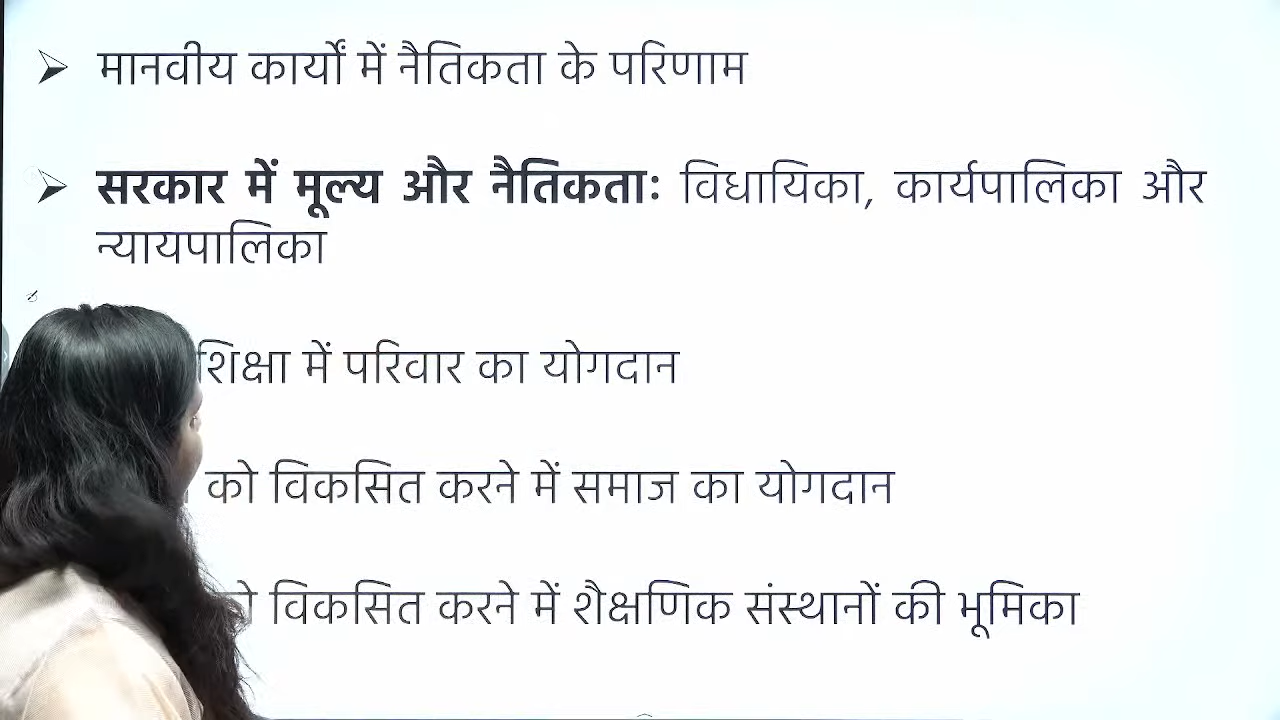 मानवीय कार्यों में नैतिकता के परिणाम
सरकार में मूल्य और नैतिकता: विधायिका, कार्यपालिका और
न्यायपालिका
शिक्षा में परिवार का योगदान
को विकसित करने में समाज का योगदान
विकसित करने में शैक्षणिक संस्थानों की भूमिका